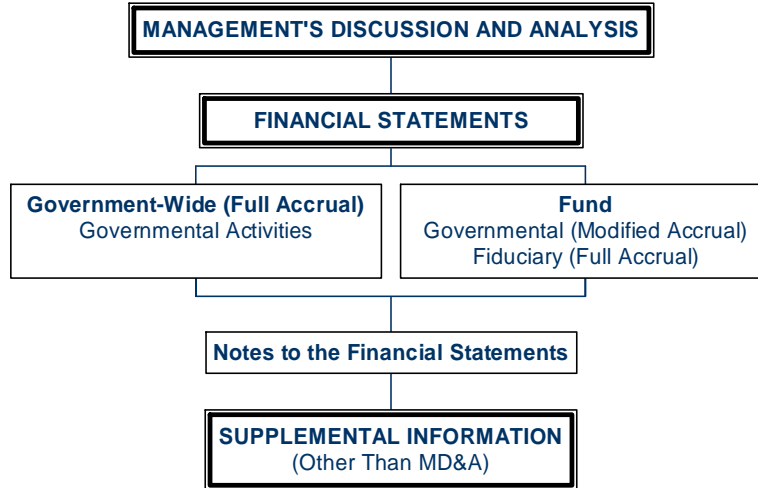 MANAGEMENT'S DISCUSSION AND ANALYSIS
FINANCIAL STATEMENTS
Government-Wide (Full Accrual)
Governmental Activities
Fund
Governmental (Modified Accrual)
Fiduciary (Full Accrual)
Notes to the Financial Statements
SUPPLEMENTAL INFORMATION
(Other Than MD&A)